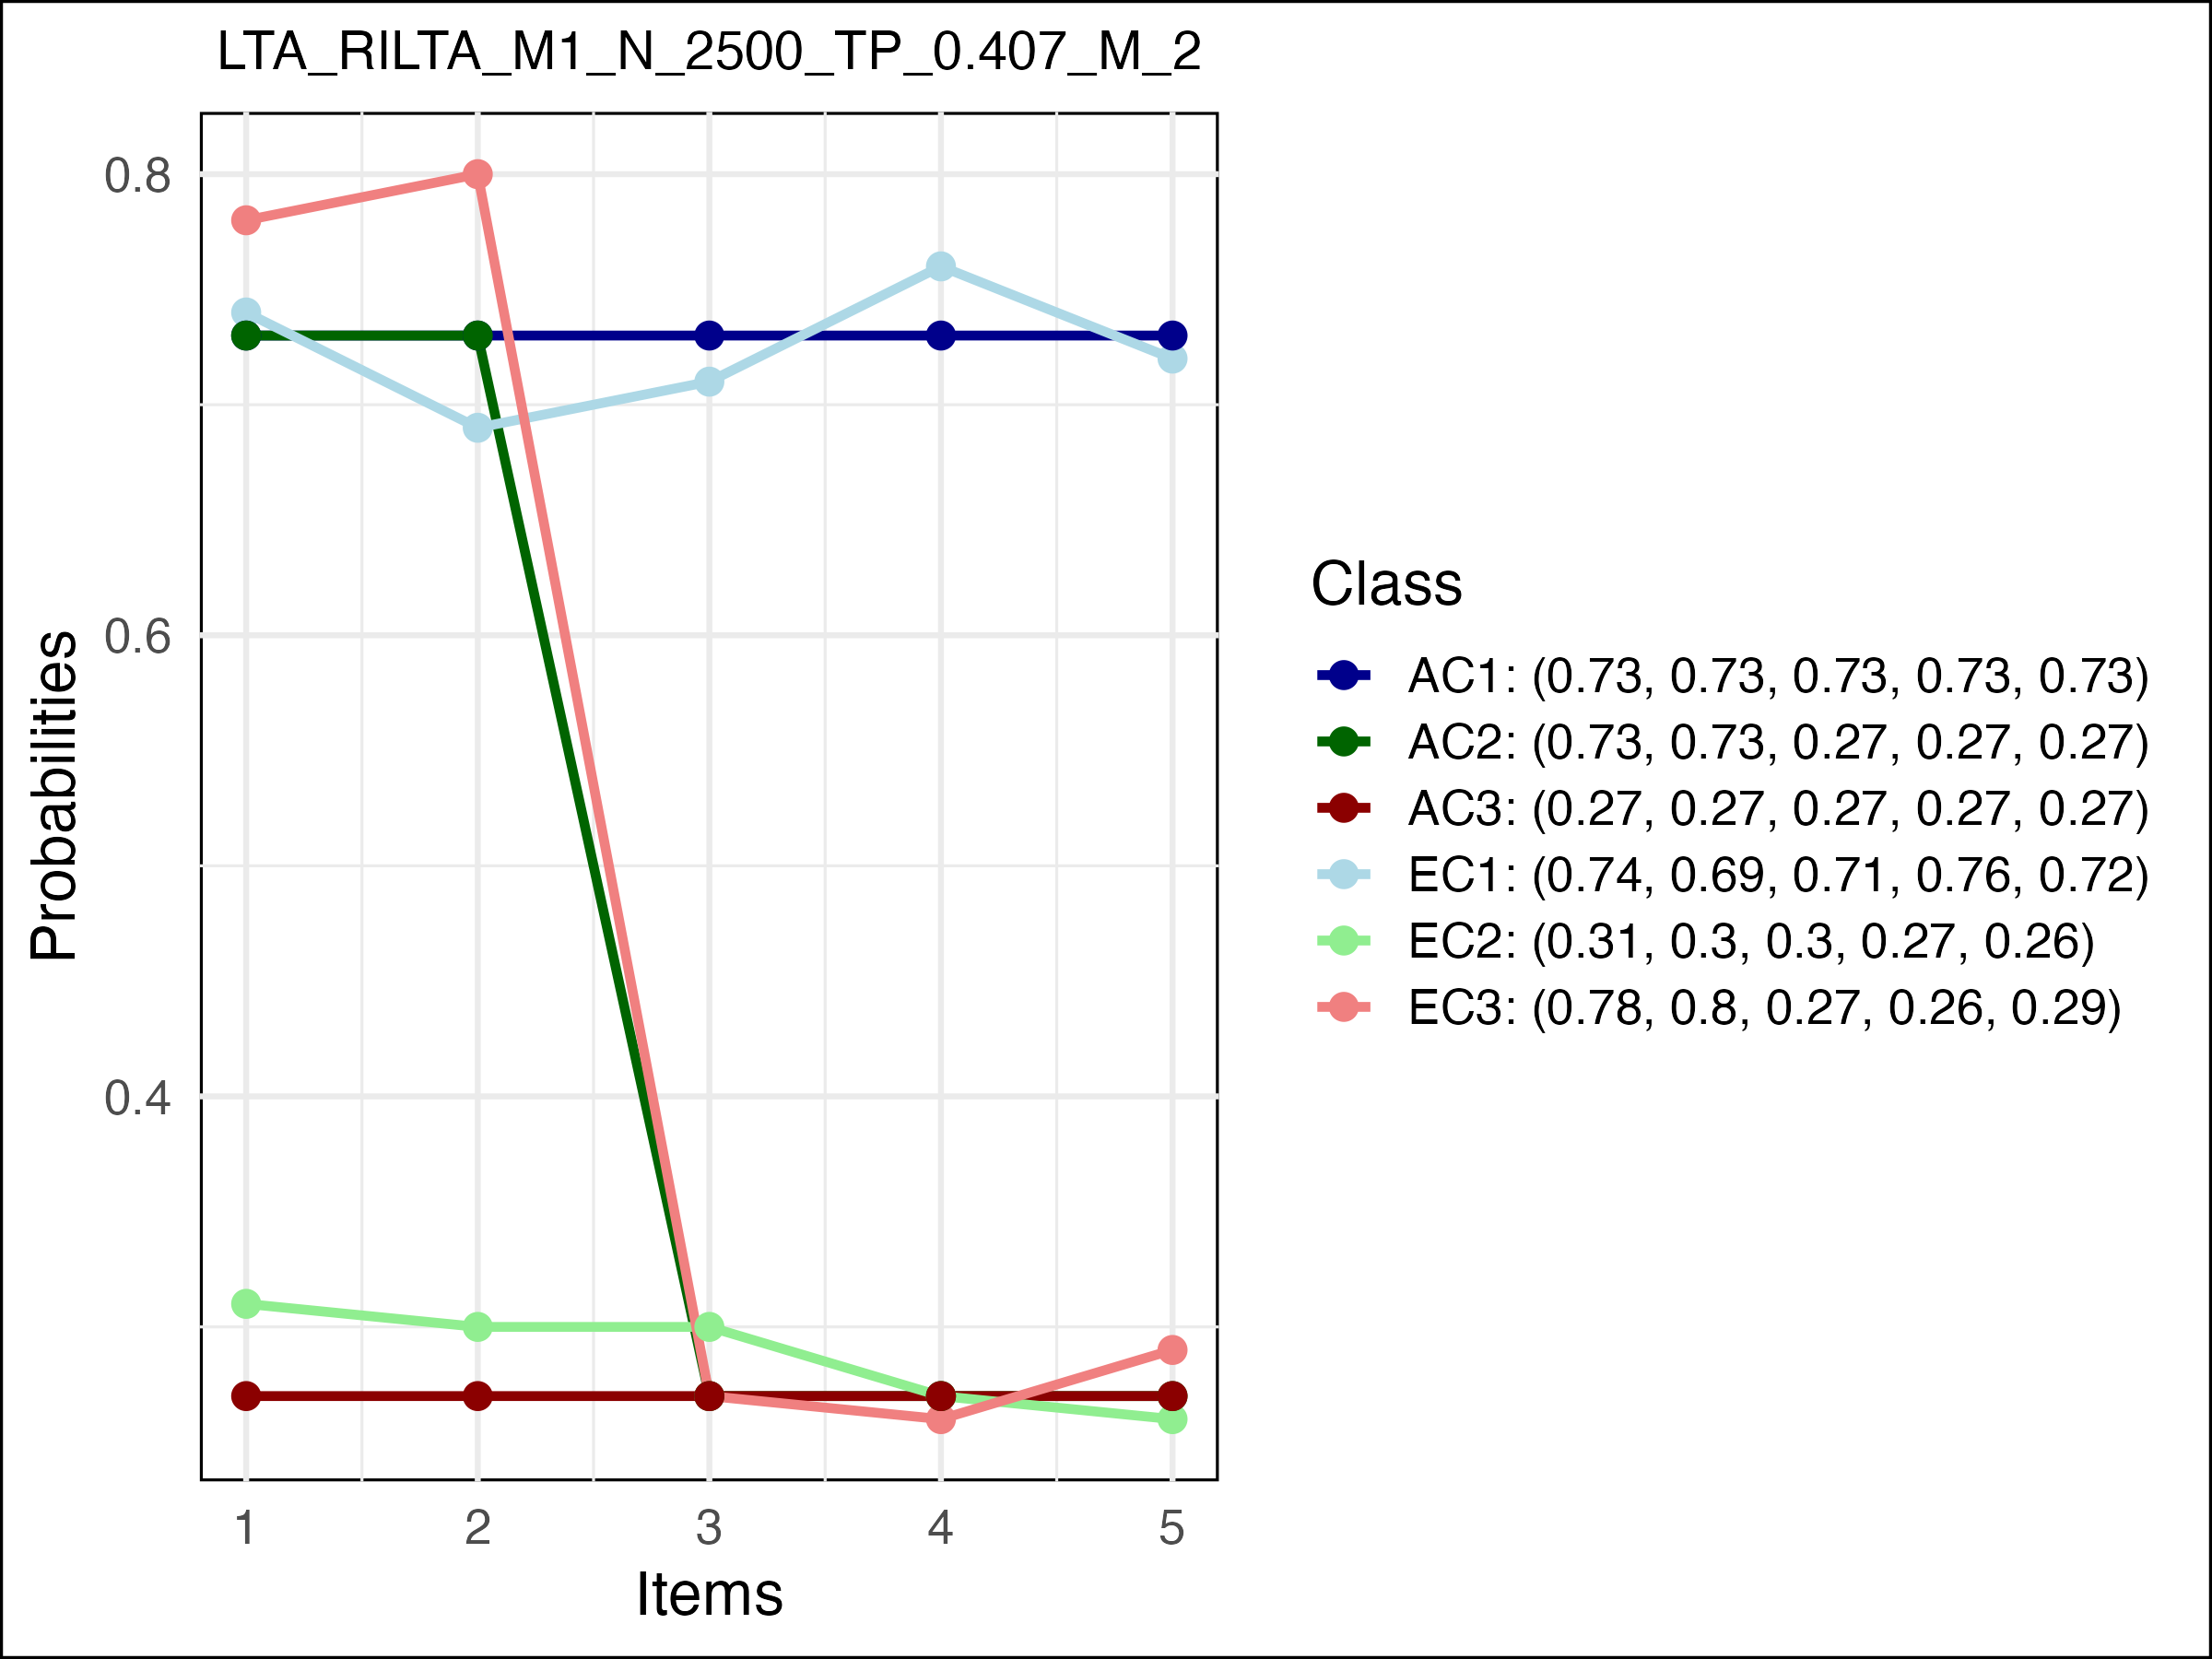 LTA_RILTA_M1_N_2500_TP_0.407_M_2
0.8
0.6
0.4
Probabilities
1 2 3 4 5
Items
Class
AC1: (0.73, 0.73, 0.73, 0.73, 0.73)
AC2: (0.73, 0.73, 0.27, 0.27, 0.27)
AC3: (0.27, 0.27, 0.27, 0.27, 0.27)
EC1: (0.74, 0.69, 0.71, 0.76, 0.72)
EC2: (0.31, 0.3, 0.3, 0.27, 0.26)
EC3: (0.78, 0.8, 0.27, 0.26, 0.29)